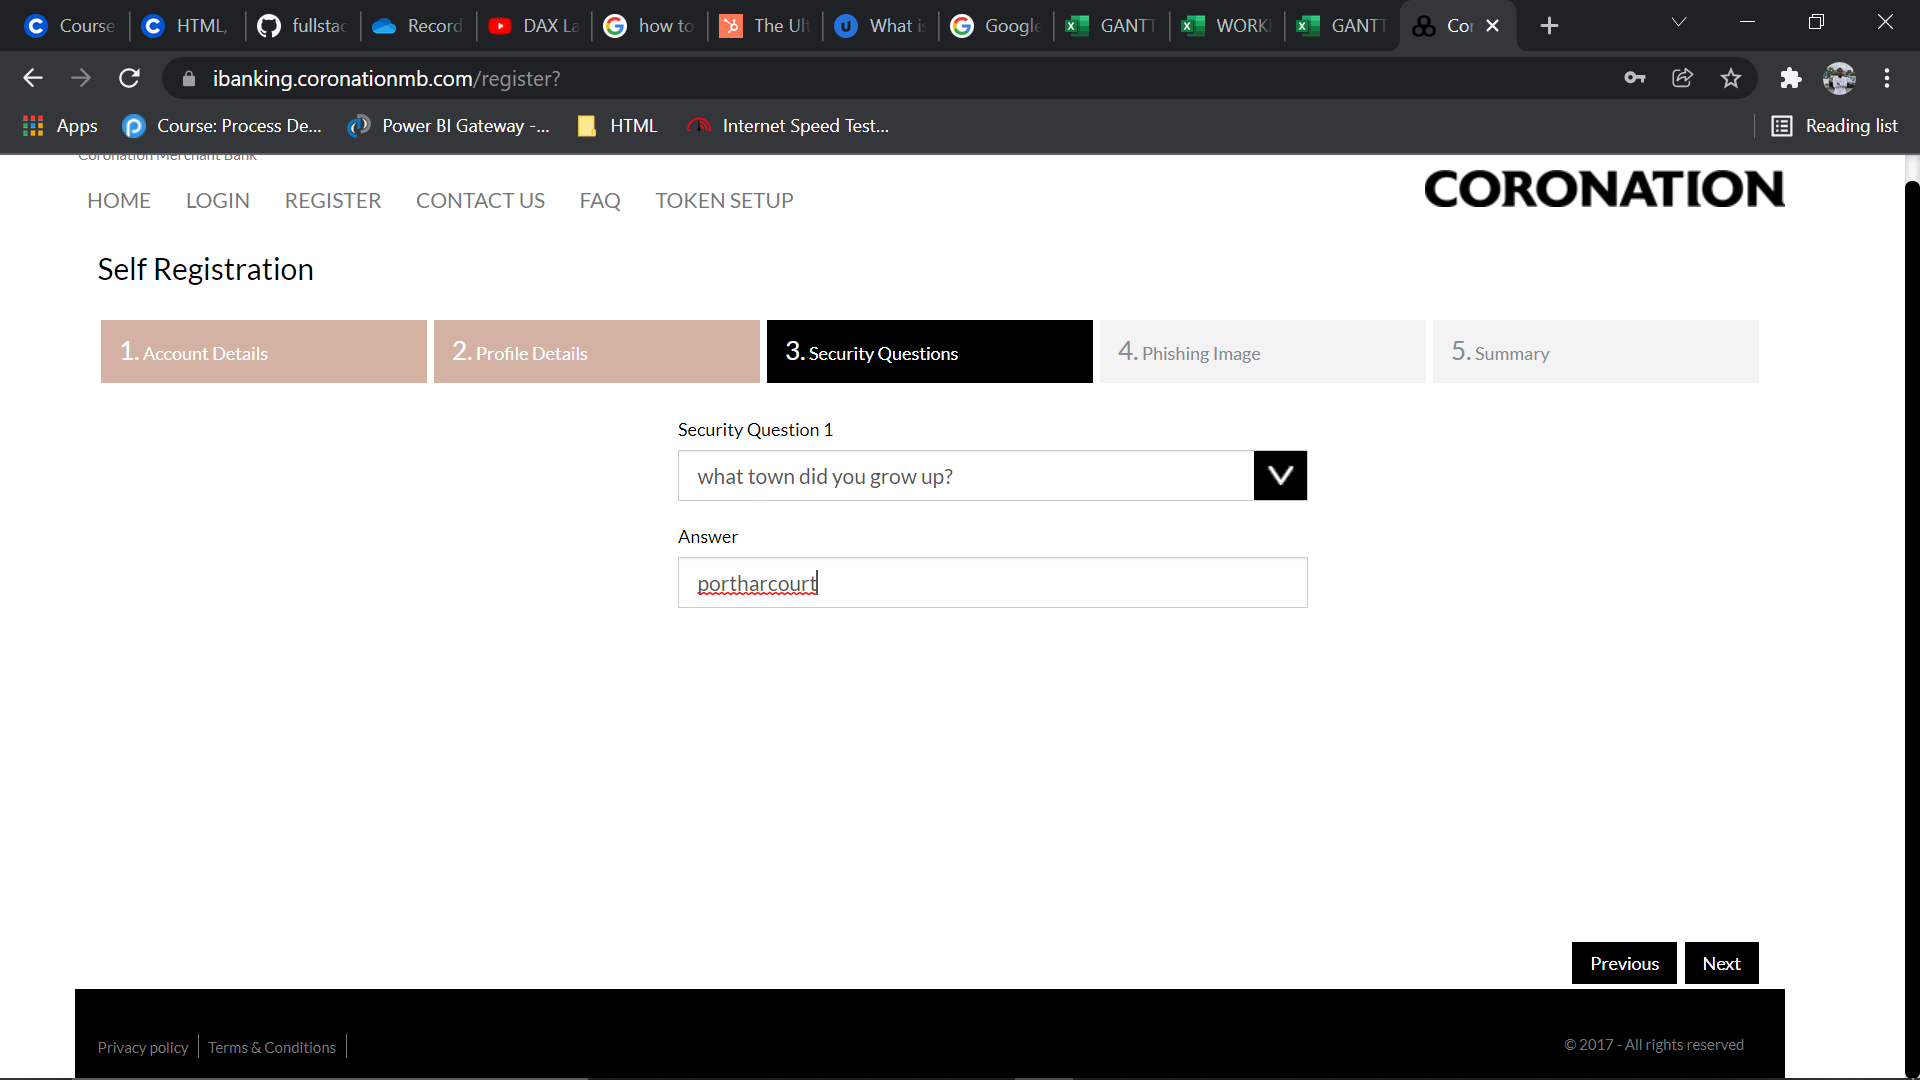 Course
HTML,
fullstac
Record
DAX La
how to
The Ult
What is
Google
GANTT
WORK
GANTT
Cor
ibanking.coronationmb.com/register?
Apps
Course: Process De...
Power BI Gateway -...
HTML
Internet Speed Test...
Reading list
Coronation Merchant Bank
HOME LOGIN REGISTER CONTACT US FAQ TOKEN SETUP
CORONATION
Self Registration
1. Account Details
2. Profile Details
3. Security Questions
4. Phishing Image
5. Summary
Security Question 1
what town did you grow up?
Answer
portharcourt
Previous
Next
Privacy policy
Terms & Conditions
© 2017 - All rights reserved